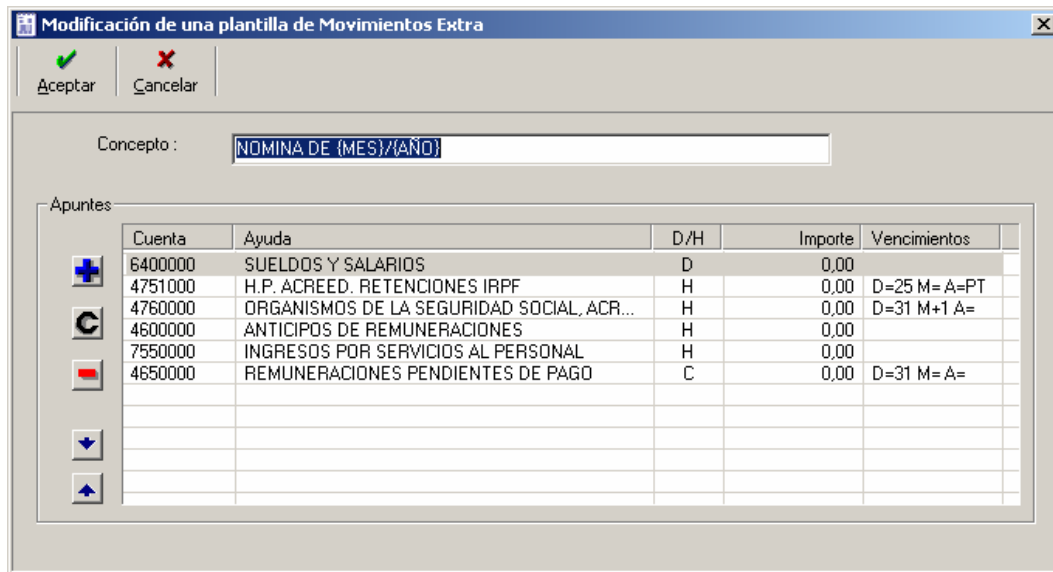 Modificación de una plantilla de Movimientos Extra
Aceptar Cancelar
Concepto : NOMINA DE {MES}/{AÑO}
Apuntes
Cuenta Ayuda D/H Importe Vencimientos
6400000 SUELDOS Y SALARIOS D 0,00
4751000 H.P. ACREED. RETENCIONES IRPF H 0,00 D=25 M= A=PT
4760000 ORGANISMOS DE LA SEGURIDAD SOCIAL, ACR... H 0,00 D=31 M+1 A=
4600000 ANTICIPOS DE REMUNERACIONES H 0,00
7550000 INGRESOS POR SERVICIOS AL PERSONAL H 0,00
4650000 REMUNERACIONES PENDIENTES DE PAGO C 0,00 D=31 M= A=
C